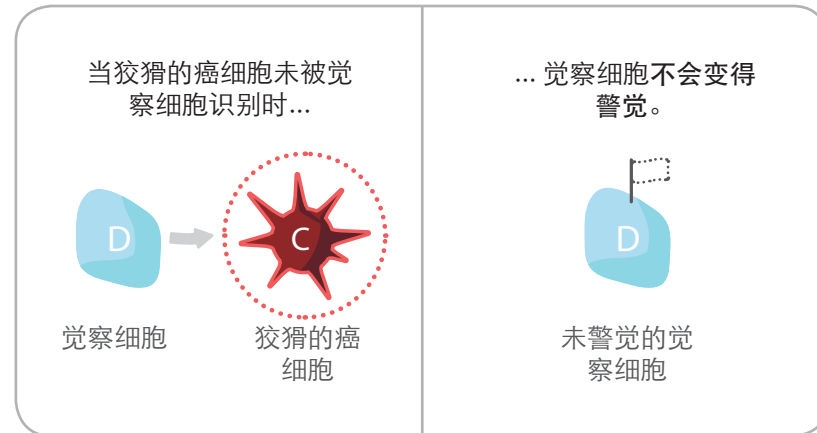 当狡猾的癌细胞未被觉
察细胞识别时...
D
C
觉察细胞
狡猾的癌
细胞
... 觉察细胞不会变得
警觉。
D
未警觉的觉
察细胞